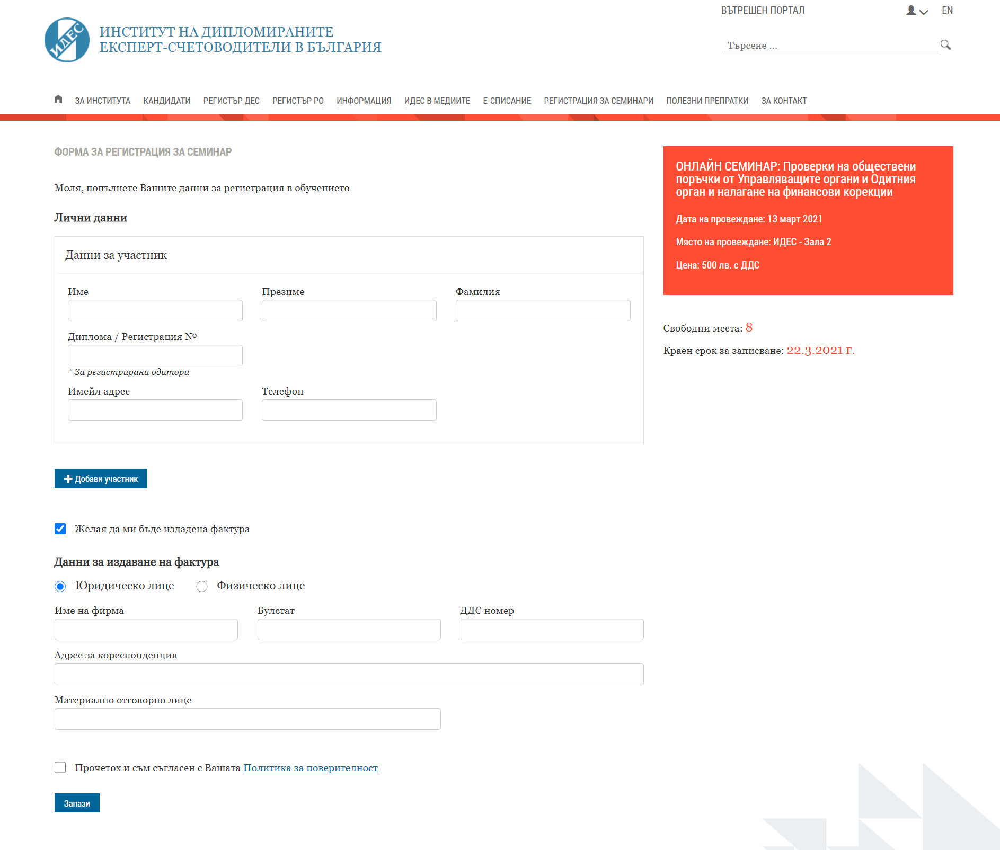 ВЪТРЕШЕН ПОРТАЛ
EN
ИДЕС
ИНСТИТУТ НА ДИПЛОМИРАНИТЕ
ЕКСПЕРТ-СЧЕТОВОДИТЕЛИ В БЪЛГАРИЯ
Търсене ...
ЗА ИНСТИТУТА КАНДИДАТИ РЕГИСТЪР ДЕС РЕГИСТЪР РО ИНФОРМАЦИЯ ИДЕС В МЕДИИТЕ Е-СПИСАНИЕ РЕГИСТРАЦИЯ ЗА СЕМИНАРИ ПОЛЕЗНИ ПРЕПРАТКИ ЗА КОНТАКТ
ФОРМА ЗА РЕГИСТРАЦИЯ ЗА СЕМИНАР
Моля, попълнете Вашите данни за регистрация в обучението
Лични данни
Данни за участник
Име Презиме Фамилия
Диплома / Регистрация №
* За регистрирани одитори
Имейл адрес Телефон
Добави участник
Желая да ми бъде издадена фактура
Данни за издаване на фактура
Юридическо лице Физическо лице
Име на фирма Булстат ДДС номер
Адрес за кореспонденция
Материално отговорно лице
Прочетох и съм съгласен с Вашата Политика за поверителност
Запази
ОНЛАЙН СЕМИНАР: Проверки на обществени
поръчки от Управляващите органи и Одитния
орган и налагане на финансови корекции
Дата на провеждане: 13 март 2021
Място на провеждане: ИДЕС - Зала 2
Цена: 500 лв. с ДДС
Свободни места: 8
Краен срок за записване: 22.3.2021 г.